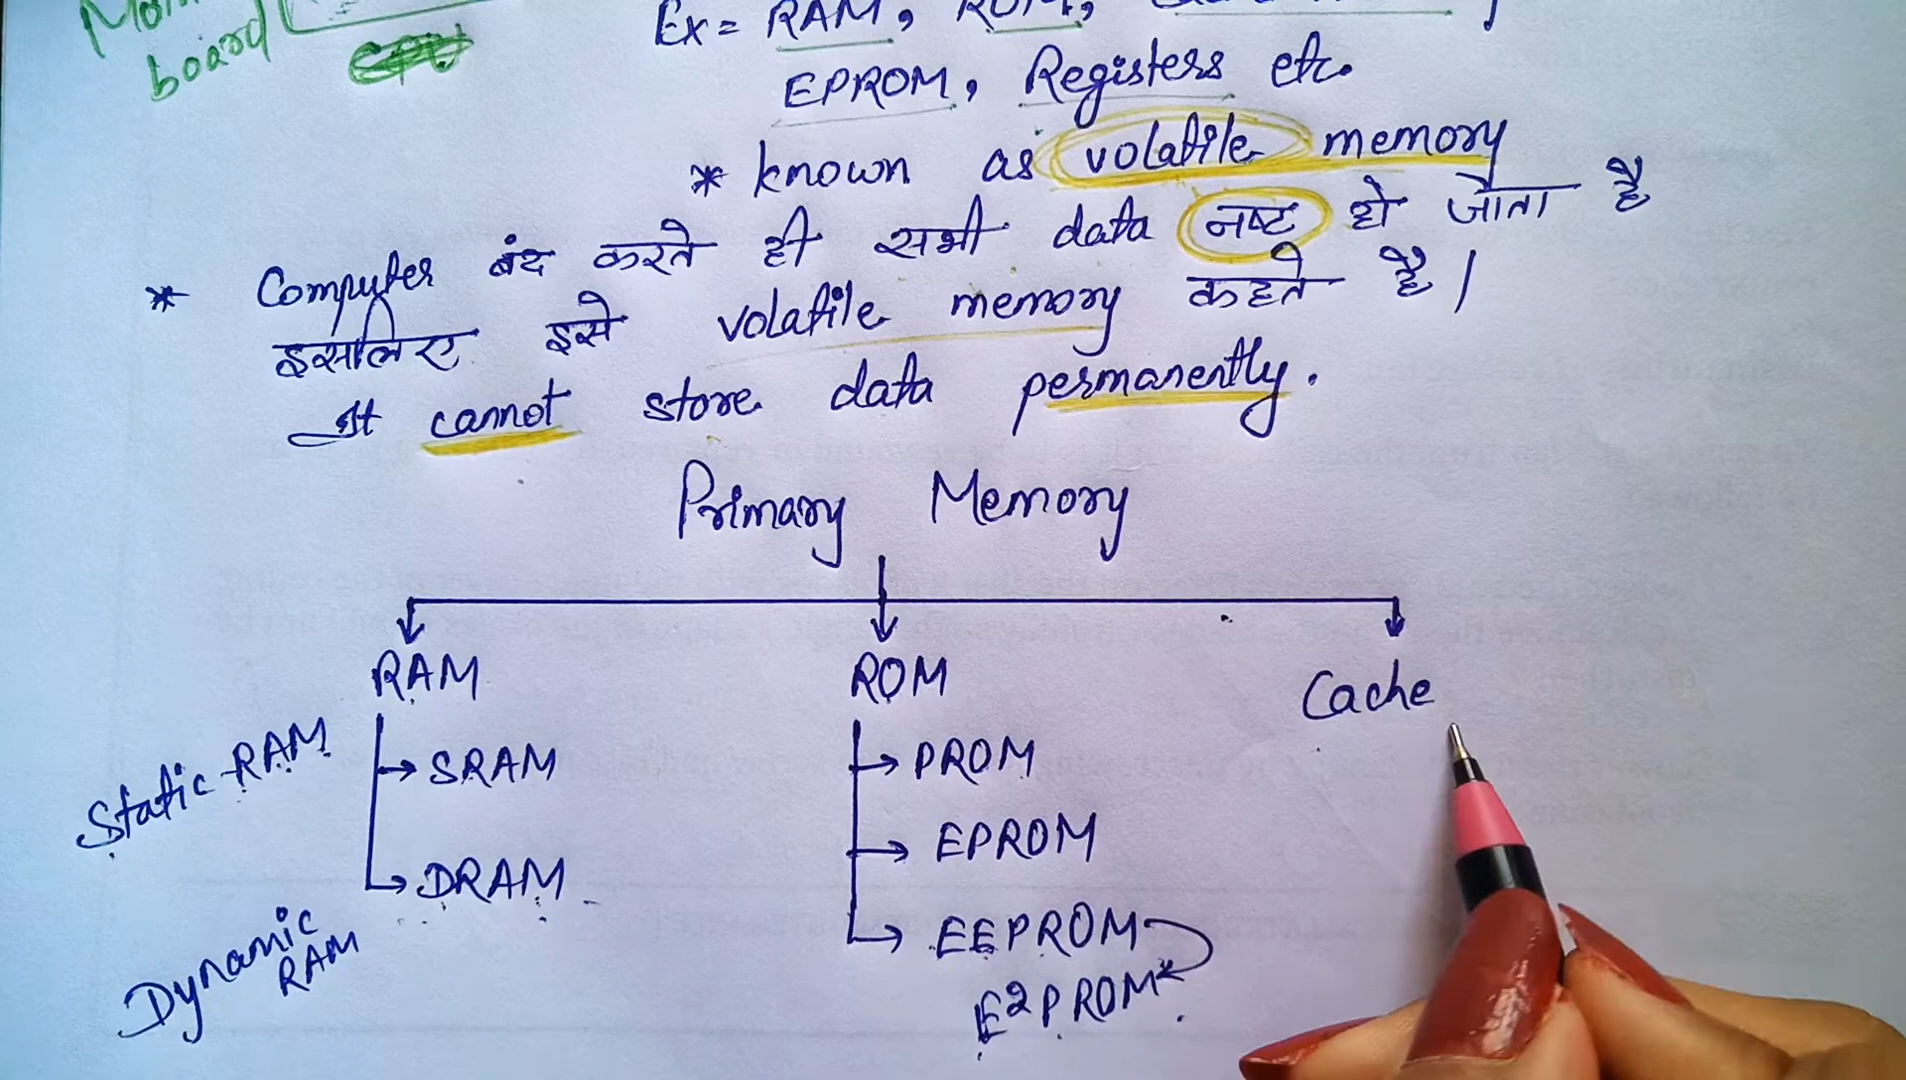 board
Ex = RAM, ROM,
EPROM, Registers etc.
* known as volatile memory
* Computer बंद करते ही सभी data नष्ट हो जाता है
इसलिए इसे volatile memory कहते है।
It cannot store data permanently.
Primary Memory
RAM ROM Cache
Static RAM
SRAM
PROM
EPROM
DRAM
Dynamic RAM
EEPROM
E²PROM